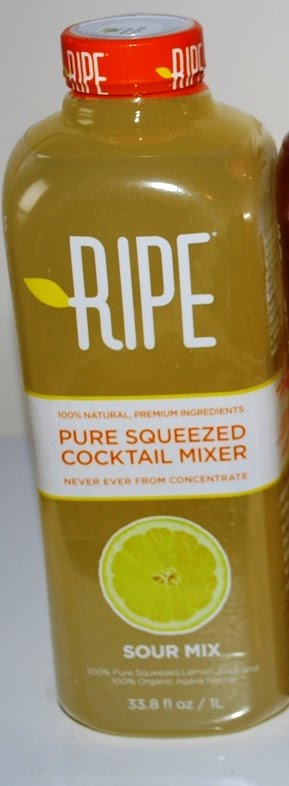 RIPE RIPE
RIPE
100% NATURAL, PREMIUM INGREDIENTS
PURE SQUEEZED
COCKTAIL MIXER
NEVER EVER FROM CONCENTRATE
SOUR MIX
100% Pure Squeezed Lemon Juice and
100% Organic Agave Nectar
33.8 fl oz / 1L